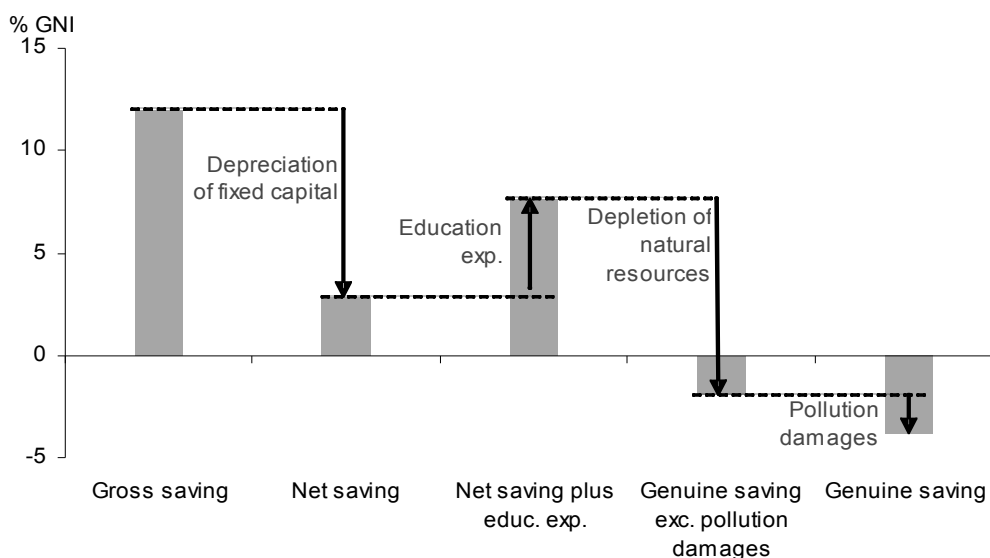 % GNI
15
10
5
0
-5
Depreciation
of fixed capital
Education
exp.
Depletion of
natural
resources
Pollution
damages
Gross saving
Net saving
Net saving plus
educ. exp.
Genuine saving
exc. pollution
damages
Genuine saving